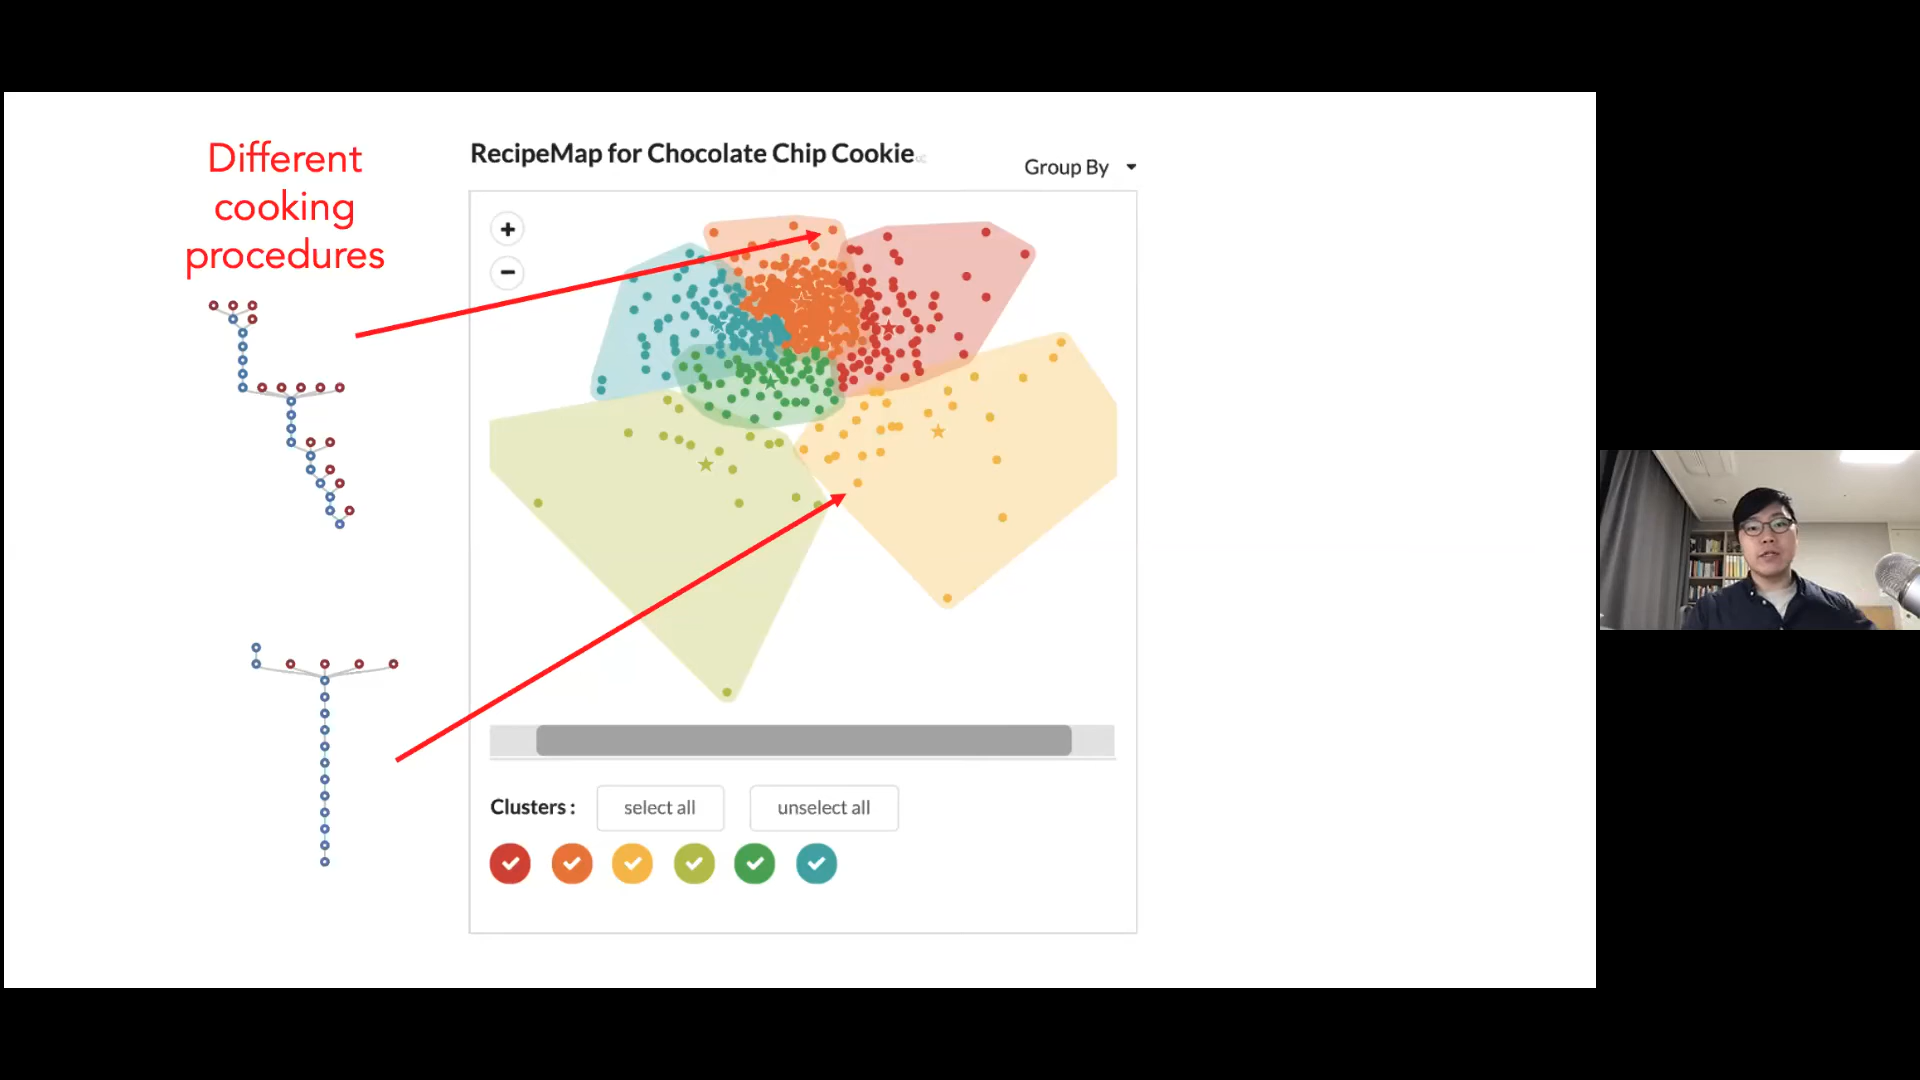 Different
cooking
procedures
RecipeMap for Chocolate Chip Cookie
Group By
+
−
Clusters :
select all
unselect all